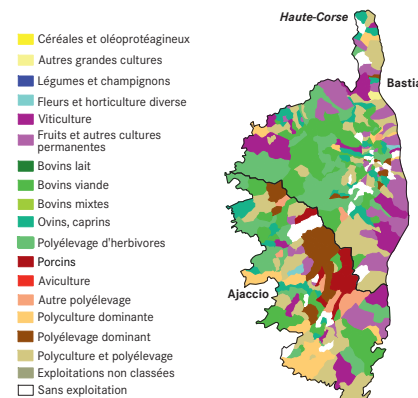 Haute-Corse
Bastia
Céréales et oléoprotéagineux
Autres grandes cultures
Légumes et champignons
Fleurs et horticulture diverse
Viticulture
Fruits et autres cultures
permanentes
Bovins lait
Bovins viande
Bovins mixtes
Ovins, caprins
Polyélevage d'herbivores
Porcins
Aviculture
Autre polyélevage
Ajaccio
Polyculture dominante
Polyélevage dominant
Polyculture et polyélevage
Exploitations non classées
Sans exploitation